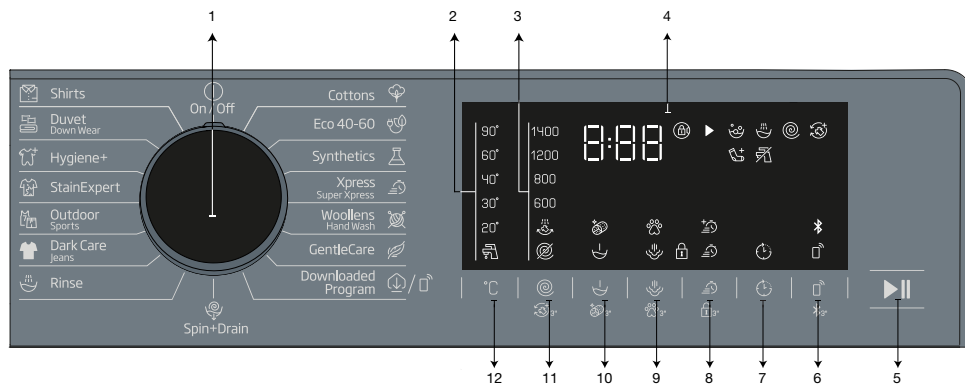 1
2
3
4
On / Off
Shirts
Duvet
Down Wear
Hygiene+
StainExpert
Outdoor
Sports
Dark Care
Jeans
Rinse
Spin+Drain
Cottons
Eco 40-60
Synthetics
Xpress
Super Xpress
Woollens
Hand Wash
GentleCare
Downloaded
Program
/
90°
60°
40°
30°
20°
1400
1200
800
600
8:88
°C
3"
3"
3"
3"
3"
12
11
10
9
8
7
6
5